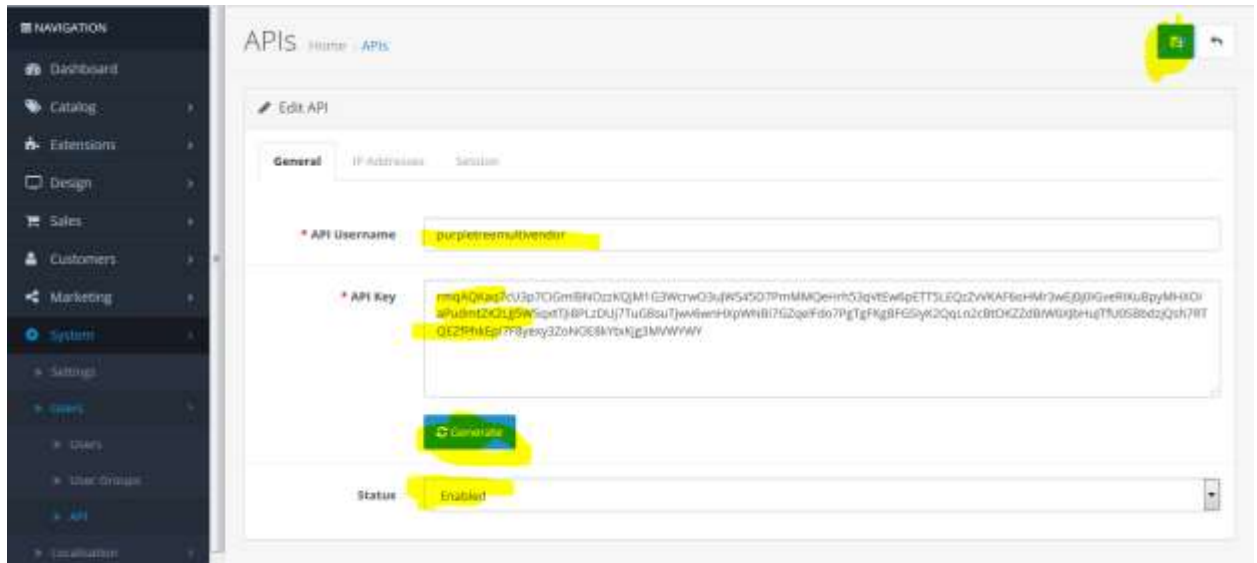 NAVIGATION
Dashboard
Catalog
Extensions
Design
Sales
Customers
Marketing
System
Settings
Users
Users
User Groups
API
Localisation
APIs Home APIs
Edit API
General IP Addresses Session
* API Username purpletreemultivendor
* API Key
Generate
Status Enabled